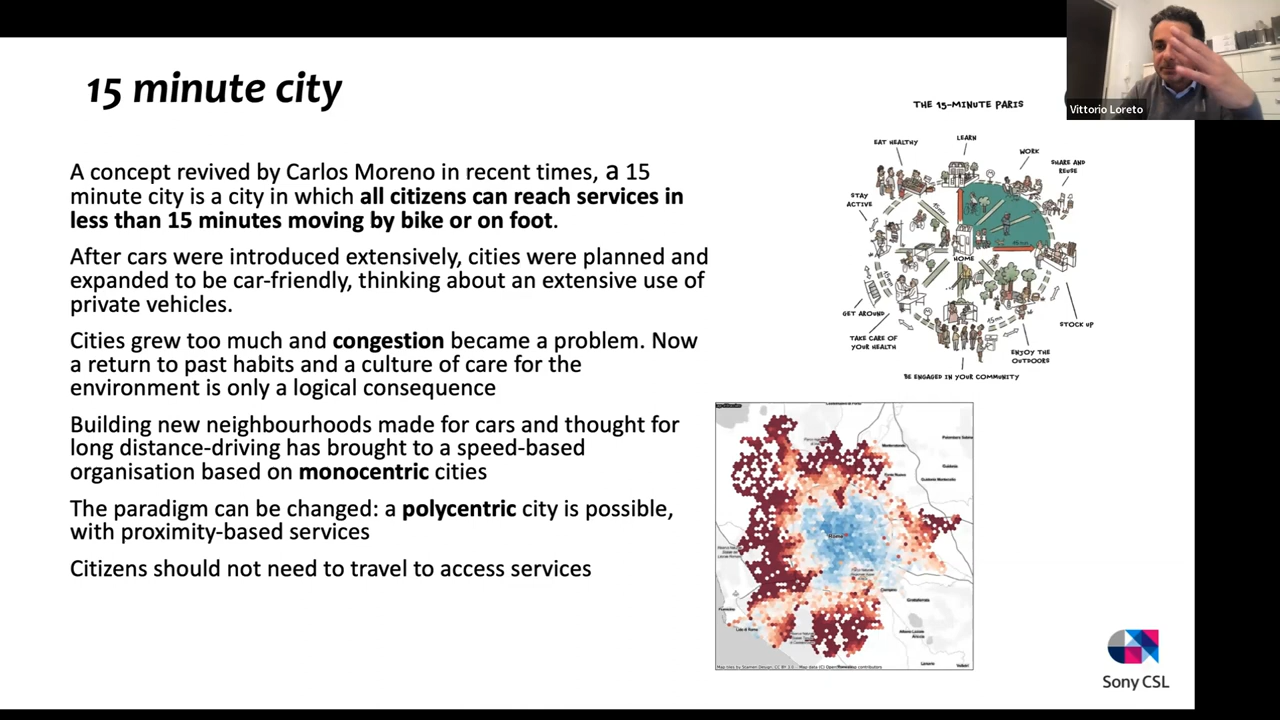 15 minute city
A concept revived by Carlos Moreno in recent times, a 15
minute city is a city in which all citizens can reach services in
less than 15 minutes moving by bike or on foot.
After cars were introduced extensively, cities were planned and
expanded to be car-friendly, thinking about an extensive use of
private vehicles.
Cities grew too much and congestion became a problem. Now
a return to past habits and a culture of care for the
environment is only a logical consequence
Building new neighbourhoods made for cars and thought for
long distance-driving has brought to a speed-based
organisation based on monocentric cities
The paradigm can be changed: a polycentric city is possible,
with proximity-based services
Citizens should not need to travel to access services
Vittorio Loreto
THE 15-MINUTE PARIS
LEARN
EAT HEALTHY
WORK
SHARE AND
REUSE
STAY
ACTIVE
HOME
GET AROUND
STOCK UP
TAKE CARE OF
YOUR HEALTH
ENJOY THE
OUTDOORS
BE ENGAGED IN YOUR COMMUNITY
Roma
Sony CSL